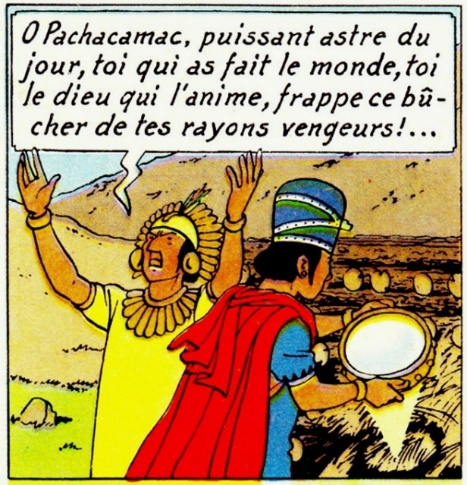 O Pachacamac, puissant astre du
jour, toi qui as fait le monde, toi
le dieu qui l'anime, frappe ce bû-
cher de tes rayons vengeurs!...